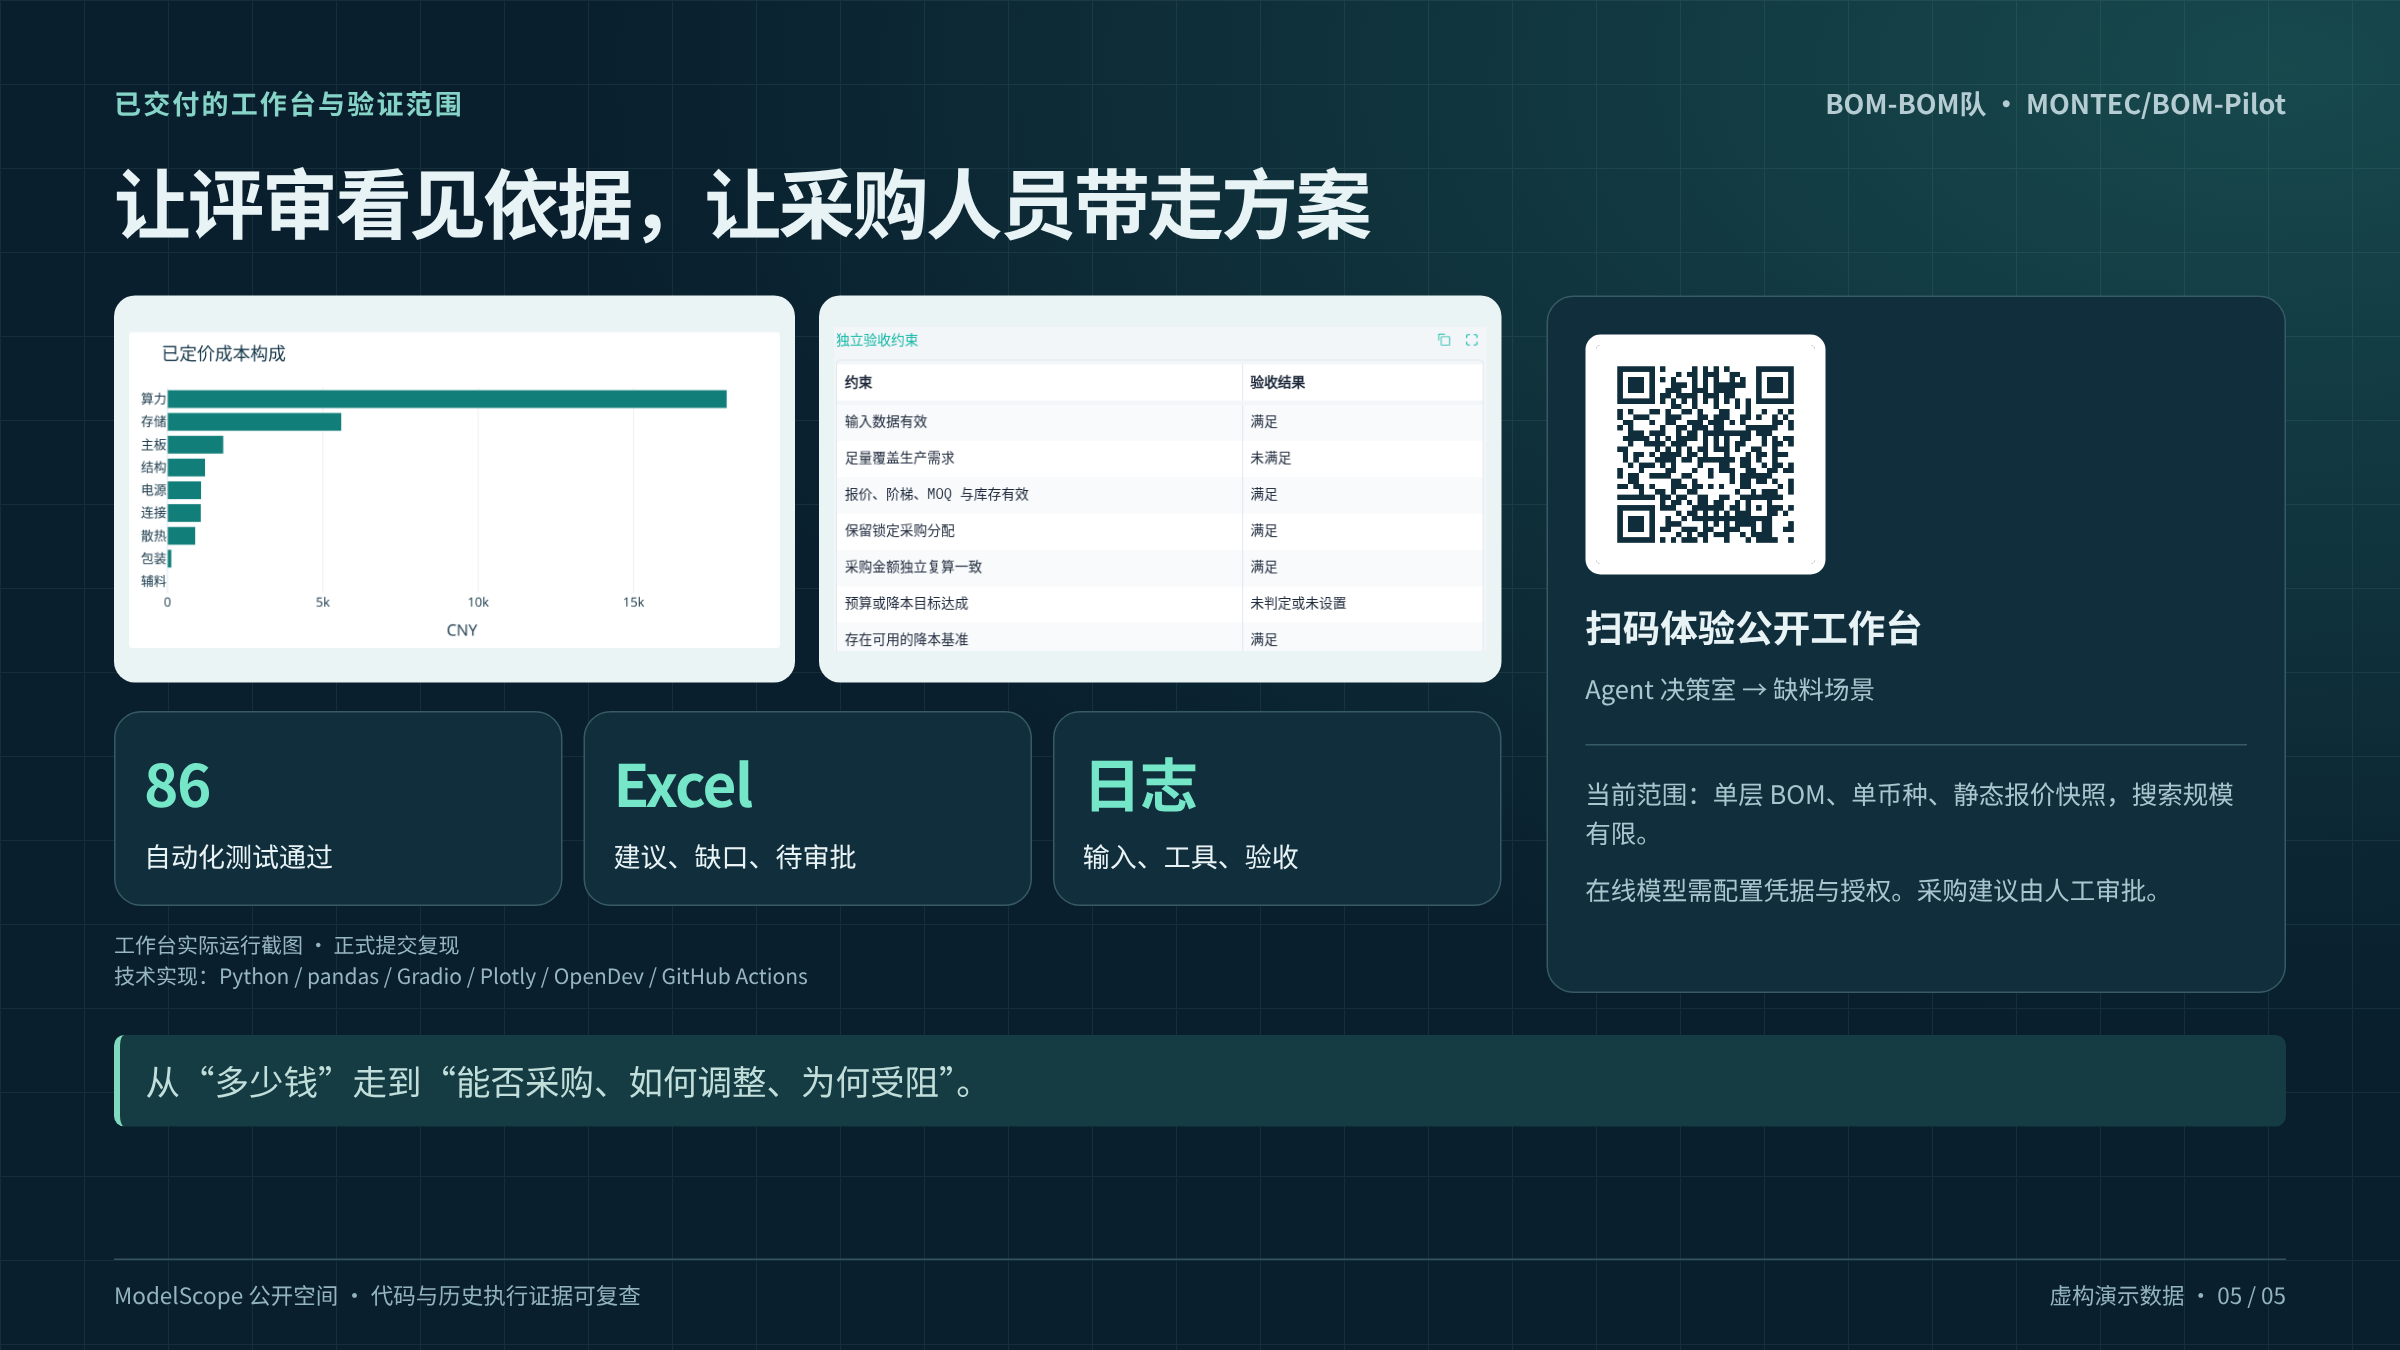 已交付的工作台与验证范围
BOM-BOM队 · MONTEC/BOM-Pilot
让评审看见依据，让采购人员带走方案
已定价成本构成
算力
存储
主板
结构
电源
连接
散热
包装
辅料
0 5k 10k 15k
CNY
独立验收约束
约束 验收结果
输入数据有效 满足
足量覆盖生产需求 未满足
报价、阶梯、MOQ 与库存有效 满足
保留锁定采购分配 满足
采购金额独立复算一致 满足
预算或降本目标达成 未判定或未设置
存在可用的降本基准 满足
86
自动化测试通过
Excel
建议、缺口、待审批
日志
输入、工具、验收
工作台实际运行截图 · 正式提交复现
技术实现：Python / pandas / Gradio / Plotly / OpenDev / GitHub Actions
扫码体验公开工作台
Agent 决策室 → 缺料场景
当前范围：单层 BOM、单币种、静态报价快照，搜索规模
有限。
在线模型需配置凭据与授权。采购建议由人工审批。
从“多少钱”走到“能否采购、如何调整、为何受阻”。
ModelScope 公开空间 · 代码与历史执行证据可复查
虚构演示数据 · 05 / 05